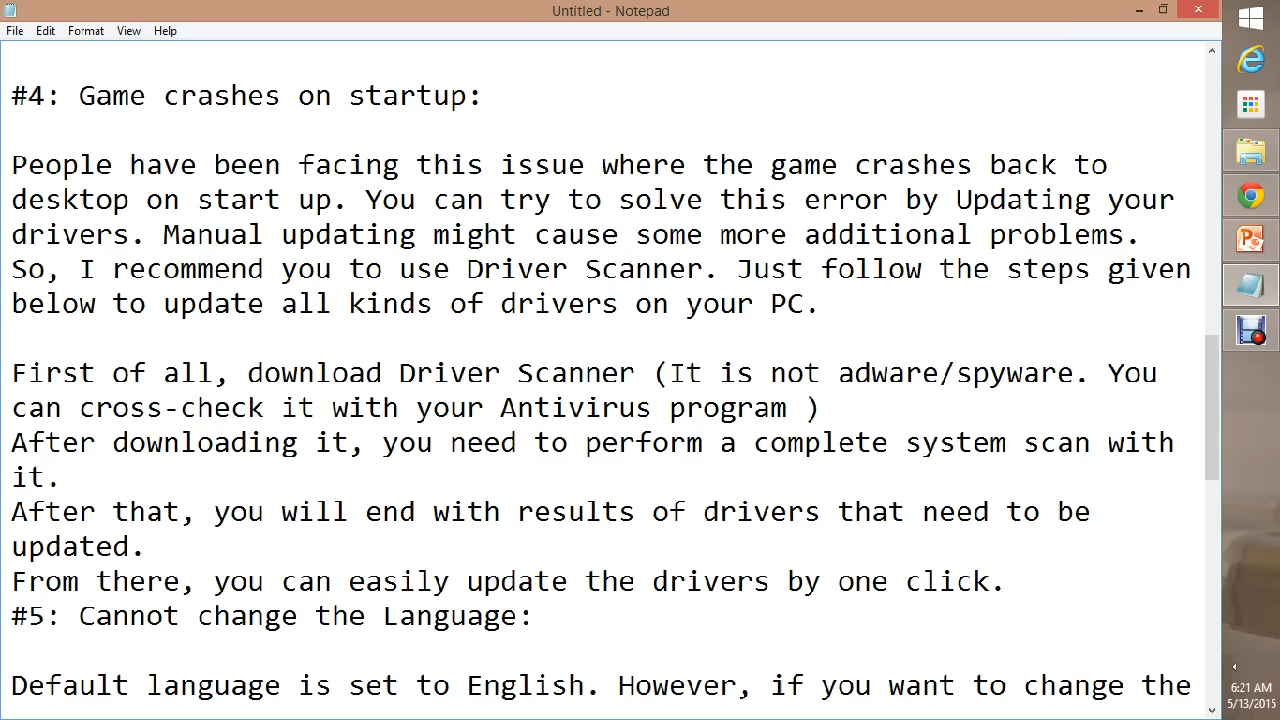 Untitled - Notepad
File Edit Format View Help
#4: Game crashes on startup:
People have been facing this issue where the game crashes back to
desktop on start up. You can try to solve this error by Updating your
drivers. Manual updating might cause some more additional problems.
So, I recommend you to use Driver Scanner. Just follow the steps given
below to update all kinds of drivers on your PC.
First of all, download Driver Scanner (It is not adware/spyware. You
can cross-check it with your Antivirus program )
After downloading it, you need to perform a complete system scan with
it.
After that, you will end with results of drivers that need to be
updated.
From there, you can easily update the drivers by one click.
#5: Cannot change the Language:
Default language is set to English. However, if you want to change the
6:21 AM
5/13/2015